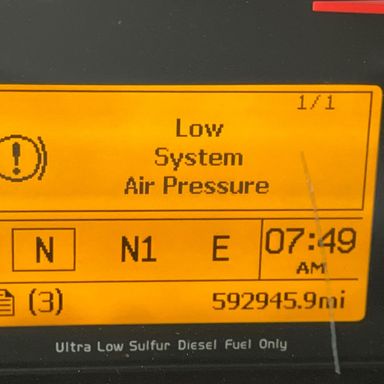 1/1
Low
System
Air Pressure
N N1 E 07:49
AM
(3) 592945.9mi
Ultra Low Sulfur Diesel Fuel Only